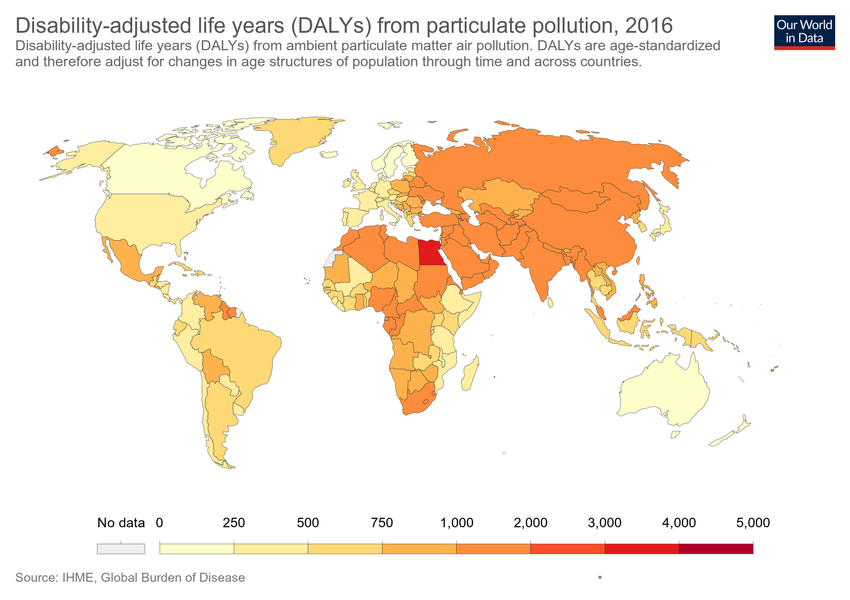 Disability-adjusted life years (DALYs) from particulate pollution, 2016
Our World
in Data
Disability-adjusted life years (DALYs) from ambient particulate matter air pollution. DALYs are age-standardized
and therefore adjust for changes in age structures of population through time and across countries.
No data 0 250 500 750 1,000 2,000 3,000 4,000 5,000
Source: IHME, Global Burden of Disease